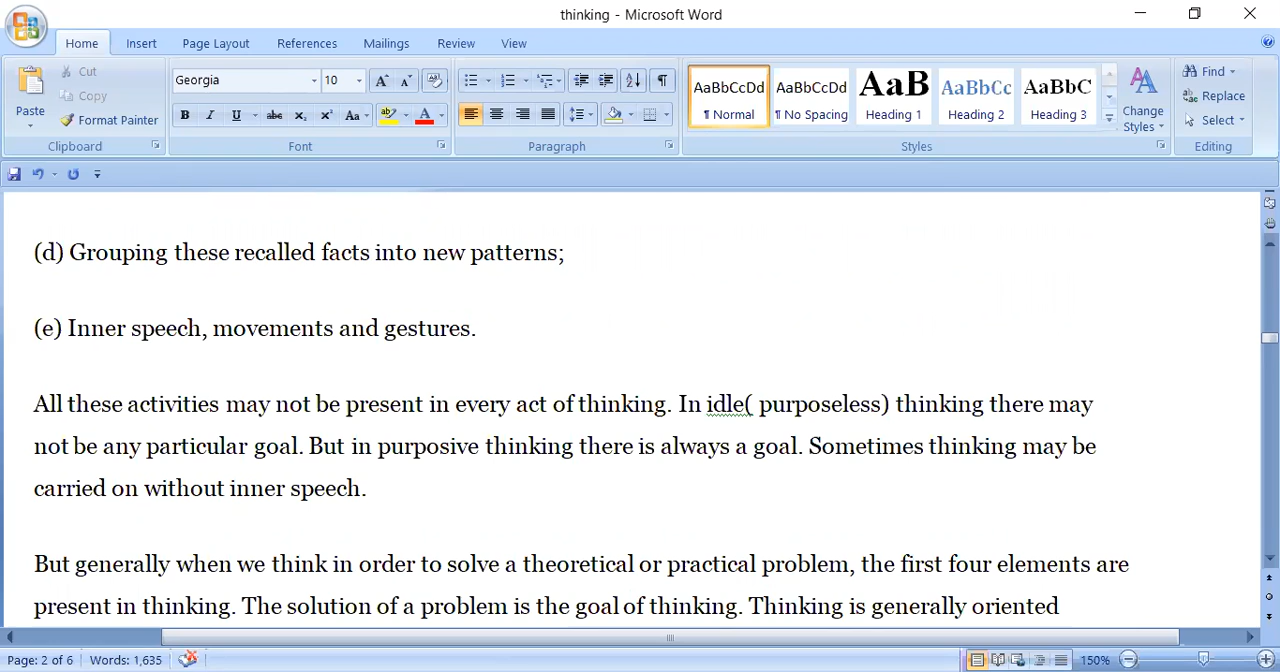 thinking - Microsoft Word
Home Insert Page Layout References Mailings Review View
Paste
Cut
Copy
Format Painter
Clipboard
Georgia 10
B I U abc x₂ x² Aa ab A
Font
Paragraph
AaBbCcDd AaBbCcDd AaB AaBbCc AaBbC
¶ Normal ¶ No Spacing Heading 1 Heading 2 Heading 3
Change
Styles
Styles
Find
Replace
Select
Editing
(d) Grouping these recalled facts into new patterns;
(e) Inner speech, movements and gestures.
All these activities may not be present in every act of thinking. In idle( purposeless) thinking there may
not be any particular goal. But in purposive thinking there is always a goal. Sometimes thinking may be
carried on without inner speech.
But generally when we think in order to solve a theoretical or practical problem, the first four elements are
present in thinking. The solution of a problem is the goal of thinking. Thinking is generally oriented
Page: 2 of 6 Words: 1,635 150%